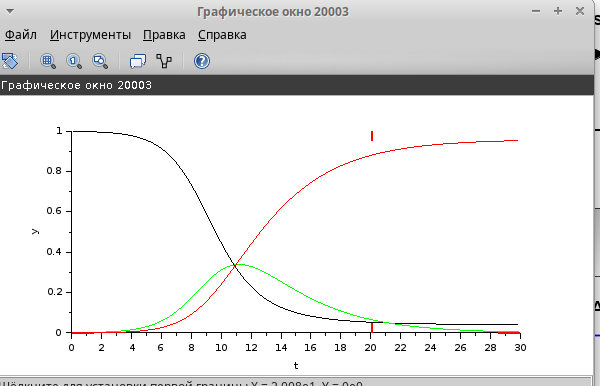 Графическое окно 20003
Файл Инструменты Правка Справка
Графическое окно 20003
1
0.8
0.6
y
0.4
0.2
0
0 2 4 6 8 10 12 14 16 18 20 22 24 26 28 30
t
Щёлкните для установки первой границы X = 2.008e1, Y = 0e0